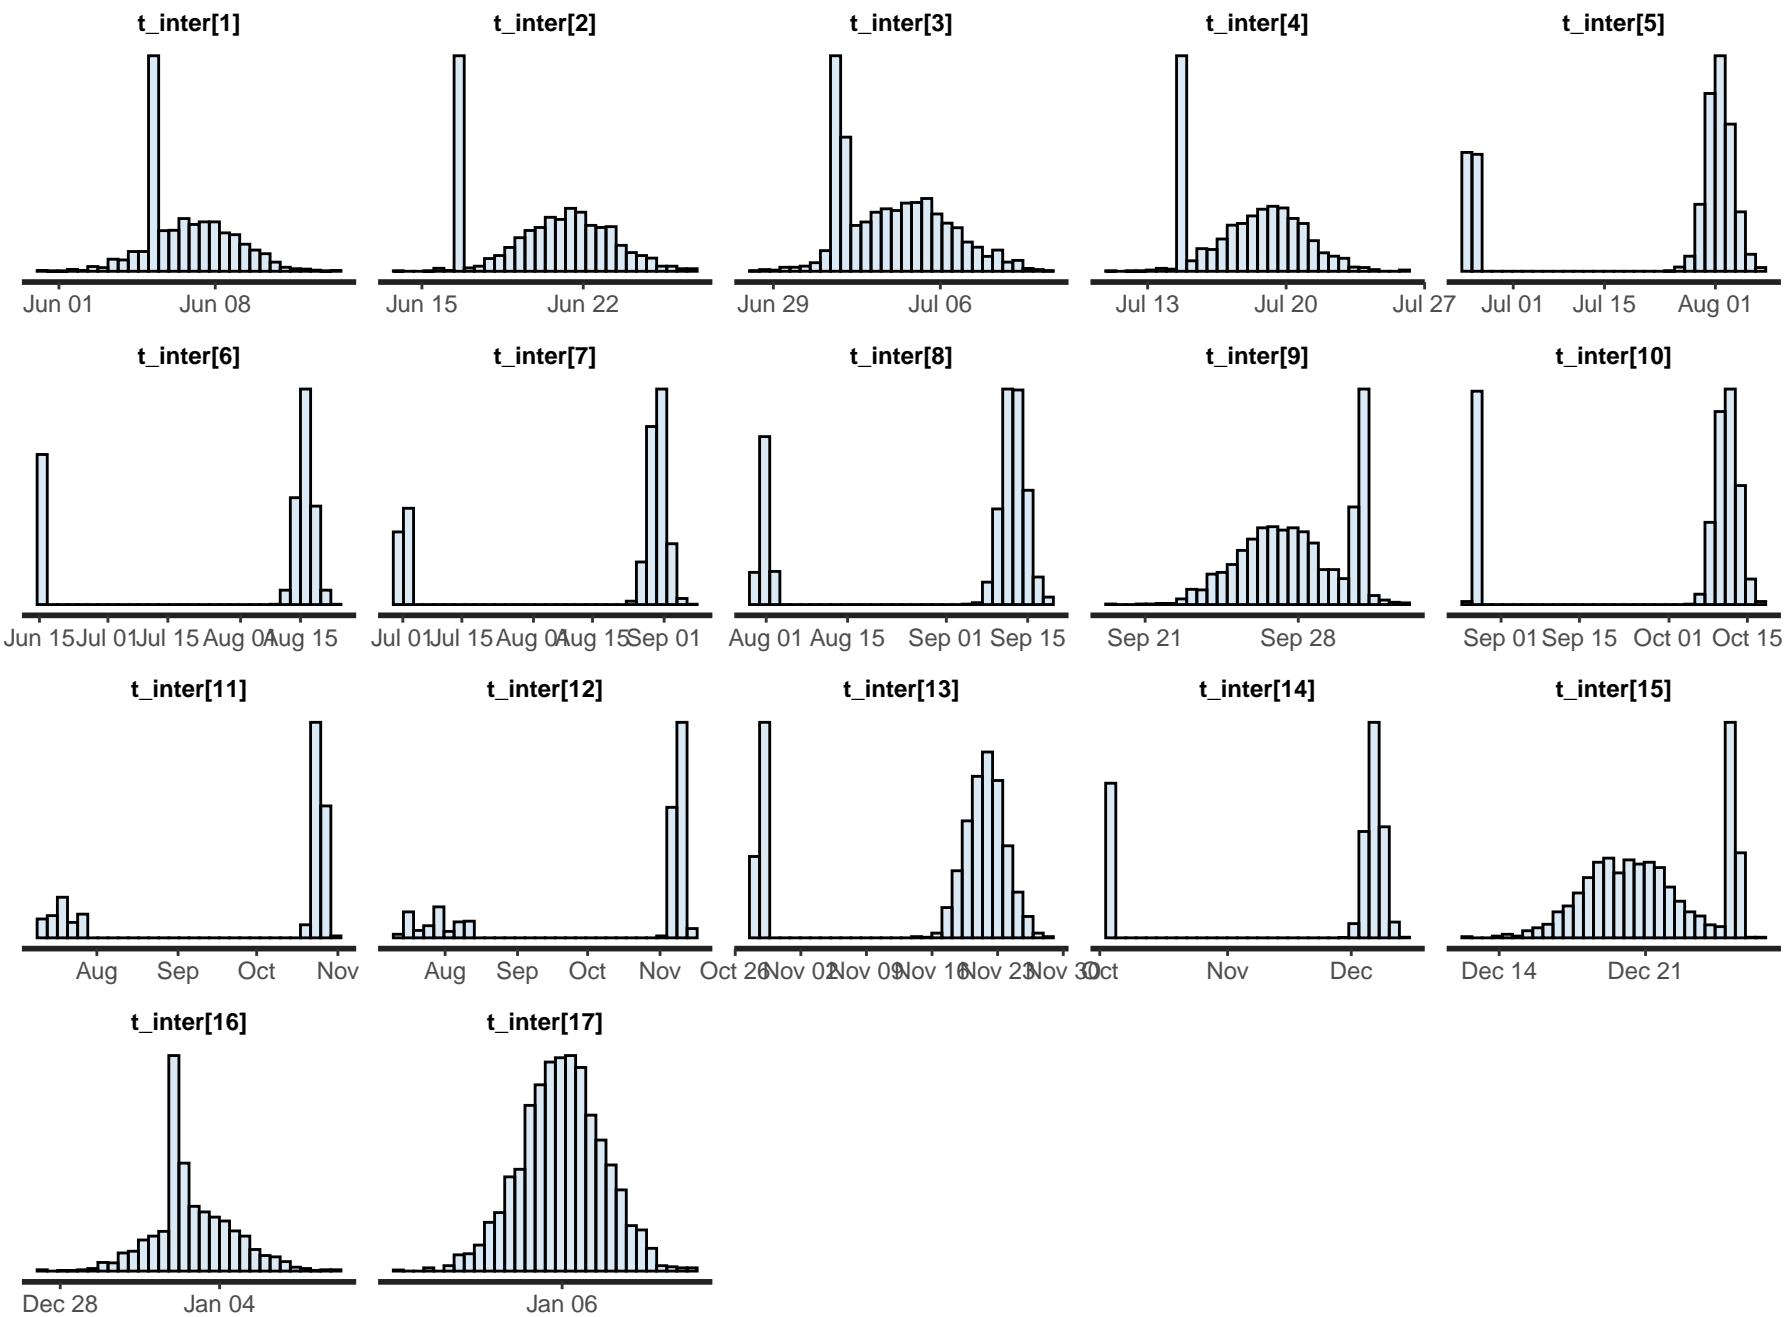 t_inter[1] t_inter[2] t_inter[3] t_inter[4] t_inter[5]
Jun 01 Jun 08 Jun 15 Jun 22 Jun 29 Jul 06 Jul 13 Jul 20 Jul 27 Jul 01 Jul 15 Aug 01
t_inter[6] t_inter[7] t_inter[8] t_inter[9] t_inter[10]
Jun 15 Jul 01 Jul 15 Aug 01 Aug 15 Jul 01 Jul 15 Aug 01 Aug 15 Sep 01 Aug 01 Aug 15 Sep 01 Sep 15 Sep 21 Sep 28 Sep 01 Sep 15 Oct 01 Oct 15
t_inter[11] t_inter[12] t_inter[13] t_inter[14] t_inter[15]
Aug Sep Oct Nov Aug Sep Oct Nov Oct 26 Nov 02 Nov 09 Nov 16 Nov 23 Nov 30 Oct Nov Dec Dec 14 Dec 21
t_inter[16] t_inter[17]
Dec 28 Jan 04 Jan 06